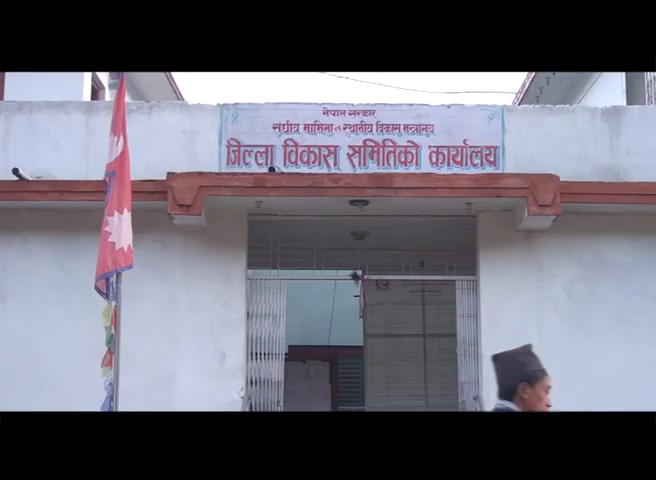 नेपाल सरकार
संघीय मामिला तथा स्थानीय विकास मन्त्रालय
जिल्ला विकास समितिको कार्यालय